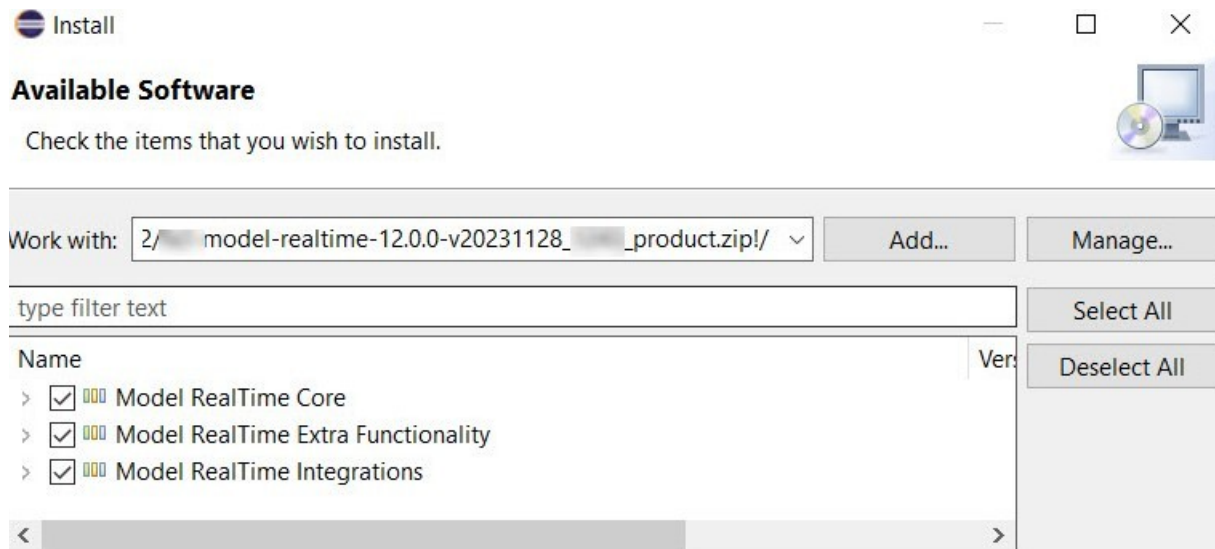 Install
Available Software
Check the items that you wish to install.
Work with: 2/ model-realtime-12.0.0-v20231128_ _product.zip!/ Add... Manage...
type filter text Select All
Name Vers Deselect All
Model RealTime Core
Model RealTime Extra Functionality
Model RealTime Integrations